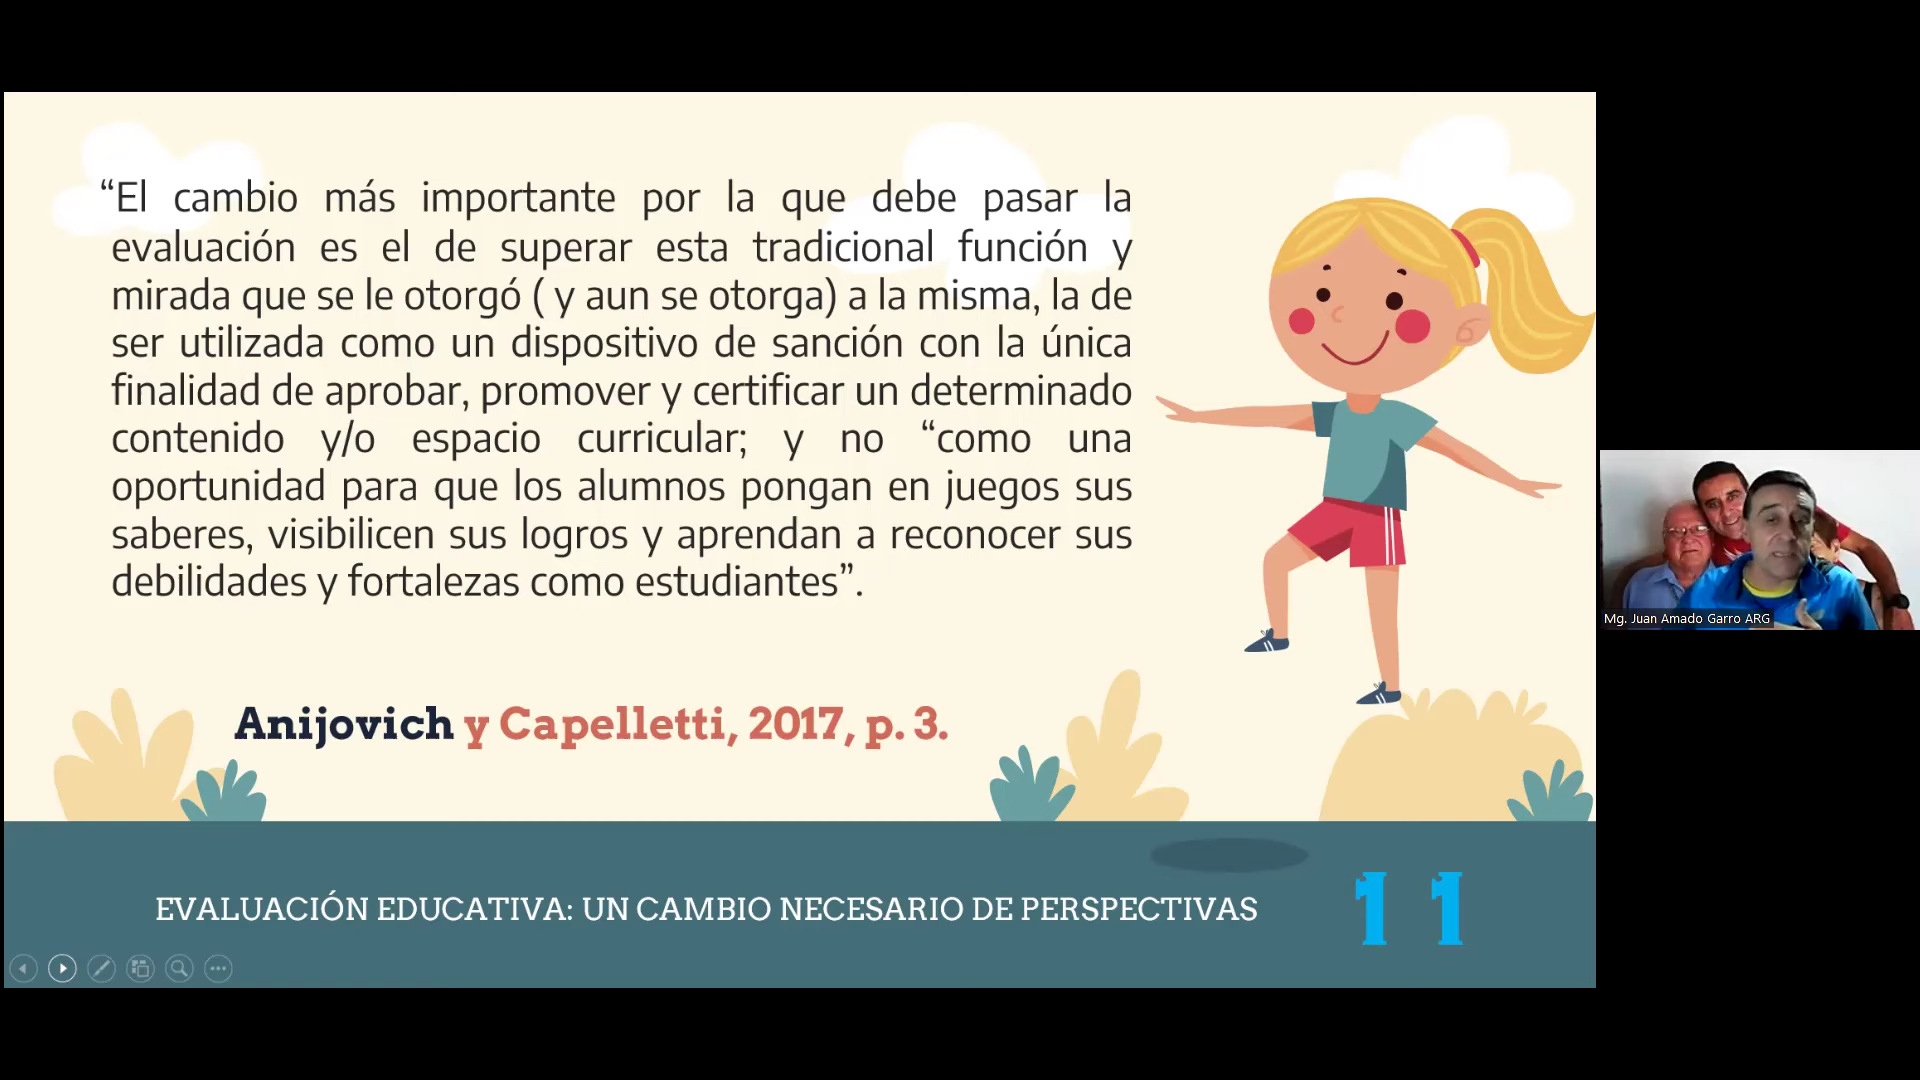 “El cambio más importante por la que debe pasar la
evaluación es el de superar esta tradicional función y
mirada que se le otorgó ( y aun se otorga) a la misma, la de
ser utilizada como un dispositivo de sanción con la única
finalidad de aprobar, promover y certificar un determinado
contenido y/o espacio curricular; y no “como una
oportunidad para que los alumnos pongan en juegos sus
saberes, visibilicen sus logros y aprendan a reconocer sus
debilidades y fortalezas como estudiantes”.
Anijovich y Capelletti, 2017, p. 3.
EVALUACIÓN EDUCATIVA: UN CAMBIO NECESARIO DE PERSPECTIVAS
11
Mg. Juan Amado Garro ARG